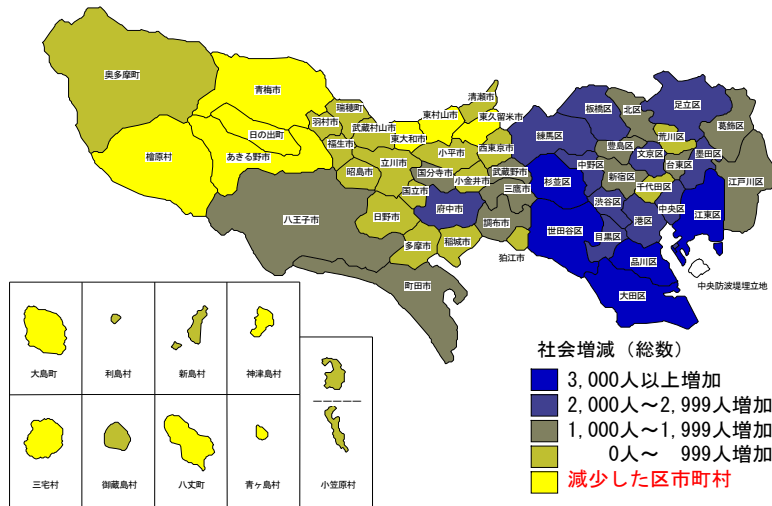 奥多摩町
青梅市
日の出町
檜原村
あきる野市
瑞穂町
羽村市
武蔵村山市
福生市
昭島市
立川市
東大和市
東村山市
清瀬市
東久留米市
小平市
西東京市
国分寺市
小金井市
武蔵野市
三鷹市
国立市
府中市
日野市
八王子市
多摩市
稲城市
調布市
狛江市
町田市
練馬区
板橋区
北区
足立区
葛飾区
豊島区
荒川区
文京区
台東区
墨田区
中野区
新宿区
千代田区
江戸川区
杉並区
渋谷区
中央区
江東区
港区
世田谷区
目黒区
品川区
大田区
中央防波堤埋立地
大島町
利島村
新島村
神津島村
三宅村
御蔵島村
八丈町
青ヶ島村
小笠原村
社会増減（総数）
3,000人以上増加
2,000人～2,999人増加
1,000人～1,999人増加
0人～ 999人増加
減少した区市町村